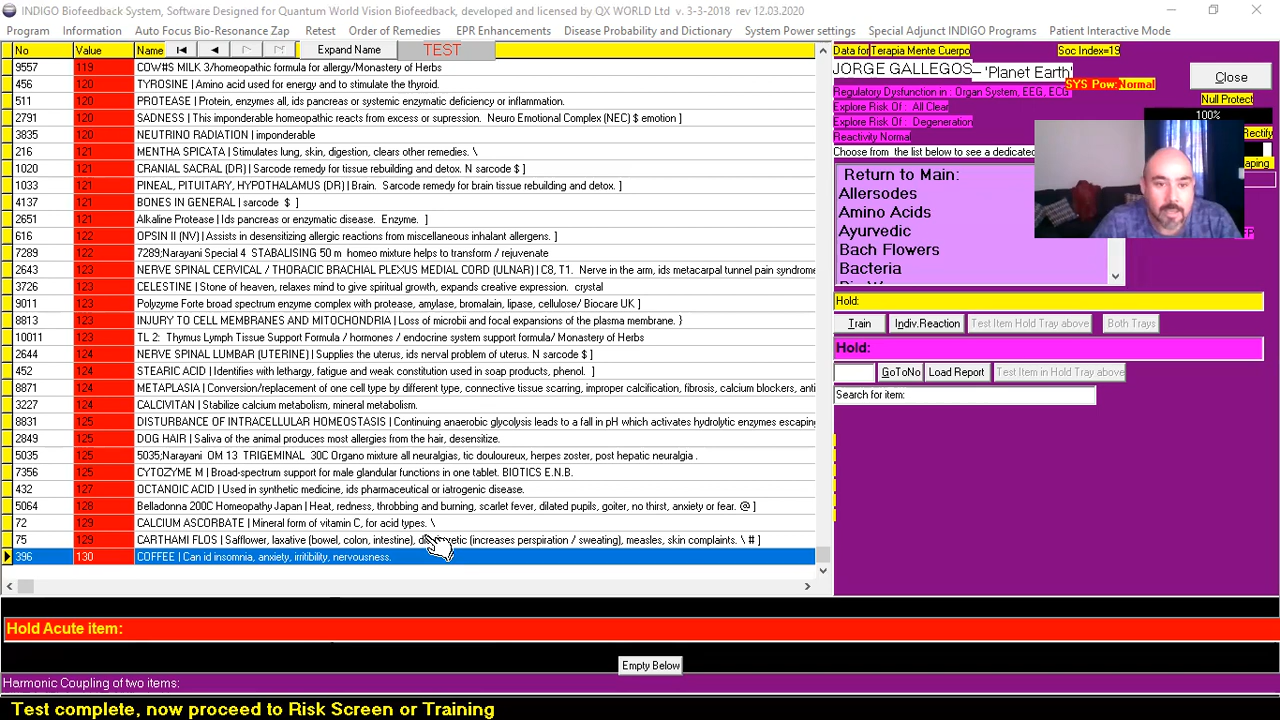 INDIGO Biofeedback System, Software Designed for Quantum World Vision Biofeedback, developed and licensed by QX WORLD Ltd v. 3-3-2018 rev 12.03.2020
Program Information Auto Focus Bio-Resonance Zap Retest Order of Remedies EPR Enhancements Disease Probability and Dictionary System Power settings Special Adjunct INDIGO Programs Patient Interactive Mode
No Value Name Expand Name TEST
9557 119 COW#S MILK 3/homeopathic formula for allergy/Monastery of Herbs
456 120 TYROSINE | Amino acid used for energy and to stimulate the thyroid.
511 120 PROTEASE | Protein, enzymes all, ids pancreas or systemic enzymatic deficiency or inflammation.
2791 120 SADNESS | This imponderable homeopathic reacts from excess or supression. Neuro Emotional Complex (NEC) $ emotion ]
3835 120 NEUTRINO RADIATION | imponderable
216 121 MENTHA SPICATA | Stimulates lung, skin, digestion, clears other remedies. \
1020 121 CRANIAL SACRAL (DR) | Sarcode remedy for tissue rebuilding and detox. N sarcode $ ]
1033 121 PINEAL, PITUITARY, HYPOTHALAMUS (DR) | Brain. Sarcode remedy for brain tissue rebuilding and detox. ]
4137 121 BONES IN GENERAL | sarcode $ ]
2651 121 Alkaline Protease | Ids pancreas or enzymatic disease. Enzyme. ]
616 122 OPSIN II (NV) | Assists in desensitizing allergic reactions from miscellaneous inhalant allergens. ]
7289 122 7289;Narayani Special 4 STABALISING 50 m homeo mixture helps to transform / rejuvenate
2643 123 NERVE SPINAL CERVICAL / THORACIC BRACHIAL PLEXUS MEDIAL CORD (ULNAR) | C8, T1. Nerve in the arm, ids metacarpal tunnel pain syndrome
3726 123 CELESTINE | Stone of heaven, relaxes mind to give spiritual growth, expands creative expression. crystal
9011 123 Polyzyme Forte broad spectrum enzyme complex with protease, amylase, bromalain, lipase, cellulose/ Biocare UK ]
8813 123 INJURY TO CELL MEMBRANES AND MITOCHONDRIA | Loss of microbii and focal expansions of the plasma membrane. }
10011 123 TL 2: Thymus Lymph Tissue Support Formula / hormones / endocrine system support formula/ Monastery of Herbs
2644 124 NERVE SPINAL LUMBAR (UTERINE) | Supplies the uterus, ids nerval problem of uterus. N sarcode $ ]
452 124 STEARIC ACID | Identifies with lethargy, fatigue and weak constitution used in soap products, phenol. ]
8871 124 METAPLASIA | Conversion/replacement of one cell type by different type, connective tissue scarring, improper calcification, fibrosis, calcium blockers, anti
3227 124 CALCIVITAN | Stabilize calcium metabolism, mineral metabolism.
8831 125 DISTURBANCE OF INTRACELLULAR HOMEOSTASIS | Continuing anaerobic glycolysis leads to a fall in pH which activates hydrolytic enzymes escaping
2849 125 DOG HAIR | Saliva of the animal produces most allergies from the hair, desensitize.
5035 125 5035;Narayani OM 13 TRIGEMINAL 30C Organo mixture all neuralgias, tic douloureux, herpes zoster, post hepatic neuralgia .
7356 125 CYTOZYME M | Broad-spectrum support for male glandular functions in one tablet. BIOTICS E.N.B.
432 127 OCTANOIC ACID | Used in synthetic medicine, ids pharmaceutical or iatrogenic disease.
5064 128 Belladonna 200C Homeopathy Japan | Heat, redness, throbbing and burning, scarlet fever, dilated pupils, goiter, no thirst, anxiety or fear. @ ]
72 129 CALCIUM ASCORBATE | Mineral form of vitamin C, for acid types. \
75 129 CARTHAMI FLOS | Safflower, laxative (bowel, colon, intestine), (increases perspiration / sweating), measles, skin complaints. \ # ]
396 130 COFFEE | Can id insomnia, anxiety, irritibility, nervousness.
Data for Terapia Mente Cuerpo Soc Index=19
JORGE GALLEGOS -- 'Planet Earth'
SYS Pow:Normal
Close
Regulatory Dysfunction in : Organ System, EEG, ECG
Null Protect
Explore Risk Of : All Clear
100%
Explore Risk Of : Degeneration
Rectify
Reactivity Normal
Choose from the list below to see a dedicated
aping
Return to Main:
Allersodes
Amino Acids
Ayurvedic
Bach Flowers
Bacteria
Hold:
Train Indiv.Reaction Test Item Hold Tray above Both Trays
Hold:
GoToNo Load Report Test Item in Hold Tray above
Search for item:
Hold Acute item:
Empty Below
Harmonic Coupling of two items:
Test complete, now proceed to Risk Screen or Training